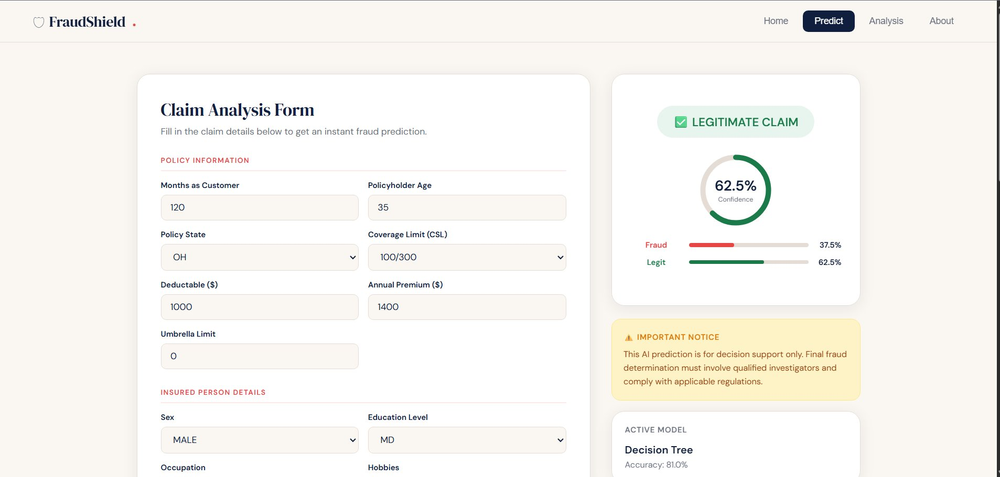 FraudShield
Home
Predict
Analysis
About
Claim Analysis Form
Fill in the claim details below to get an instant fraud prediction.
POLICY INFORMATION
Months as Customer
Policyholder Age
120
35
Policy State
Coverage Limit (CSL)
OH
100/300
Deductable ($)
Annual Premium ($)
1000
1400
Umbrella Limit
0
INSURED PERSON DETAILS
Sex
Education Level
MALE
MD
Occupation
Hobbies
LEGITIMATE CLAIM
62.5%
Confidence
Fraud
37.5%
Legit
62.5%
IMPORTANT NOTICE
This AI prediction is for decision support only. Final fraud
determination must involve qualified investigators and
comply with applicable regulations.
ACTIVE MODEL
Decision Tree
Accuracy: 81.0%